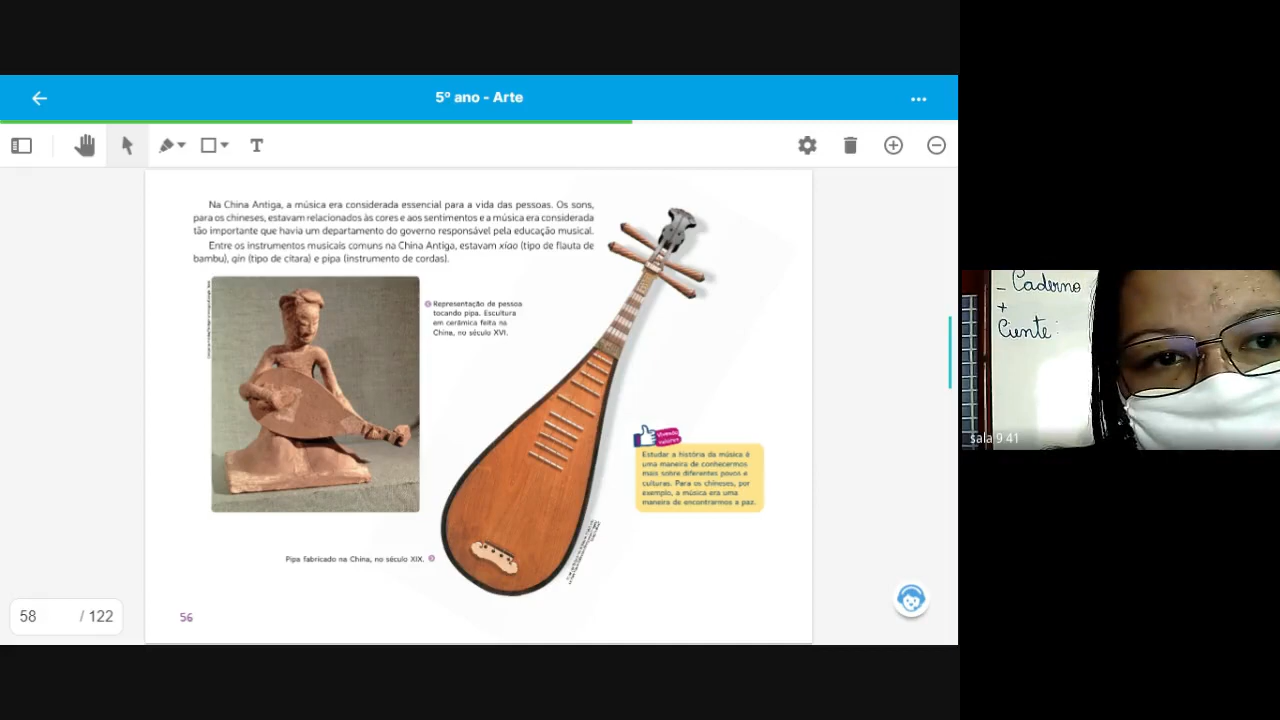 5º ano - Arte
Na China Antiga, a música era considerada essencial para a vida das pessoas. Os sons,
para os chineses, estavam relacionados às cores e aos sentimentos e a música era considerada
tão importante que havia um departamento do governo responsável pela educação musical.
Entre os instrumentos musicais comuns na China Antiga, estavam xiao (tipo de flauta de
bambu), qin (tipo de cítara) e pipa (instrumento de cordas).
Representação de pessoa
tocando pipa. Escultura
em cerâmica feita na
China, no século XVI.
Vivendo
valores
Estudar a história da música é
uma maneira de conhecermos
mais sobre diferentes povos e
culturas. Para os chineses, por
exemplo, a música era uma
maneira de encontrarmos a paz.
Pipa fabricado na China, no século XIX.
56
58 / 122
- Caderno
+
Ciente:
sala 9 41